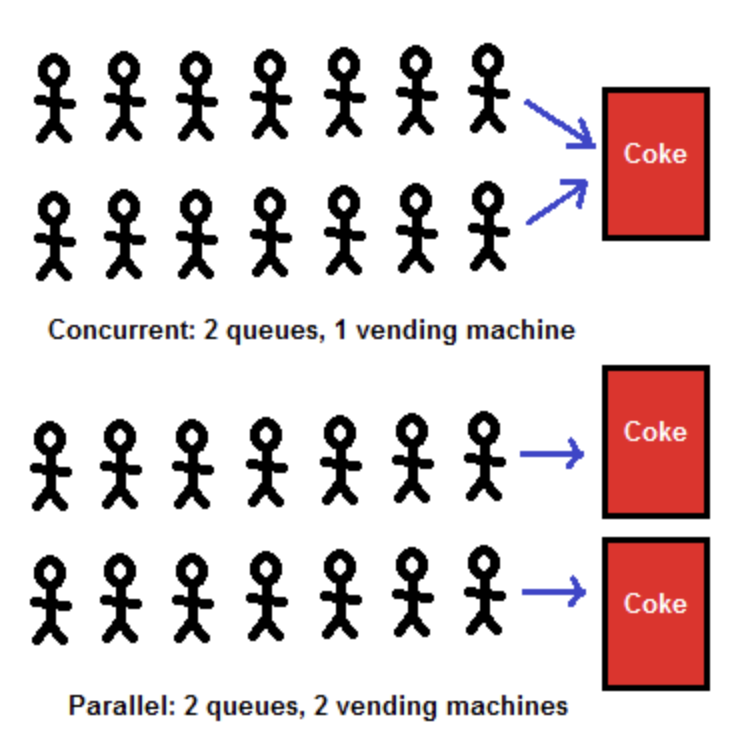 Coke
Concurrent: 2 queues, 1 vending machine
Coke
Coke
Parallel: 2 queues, 2 vending machines